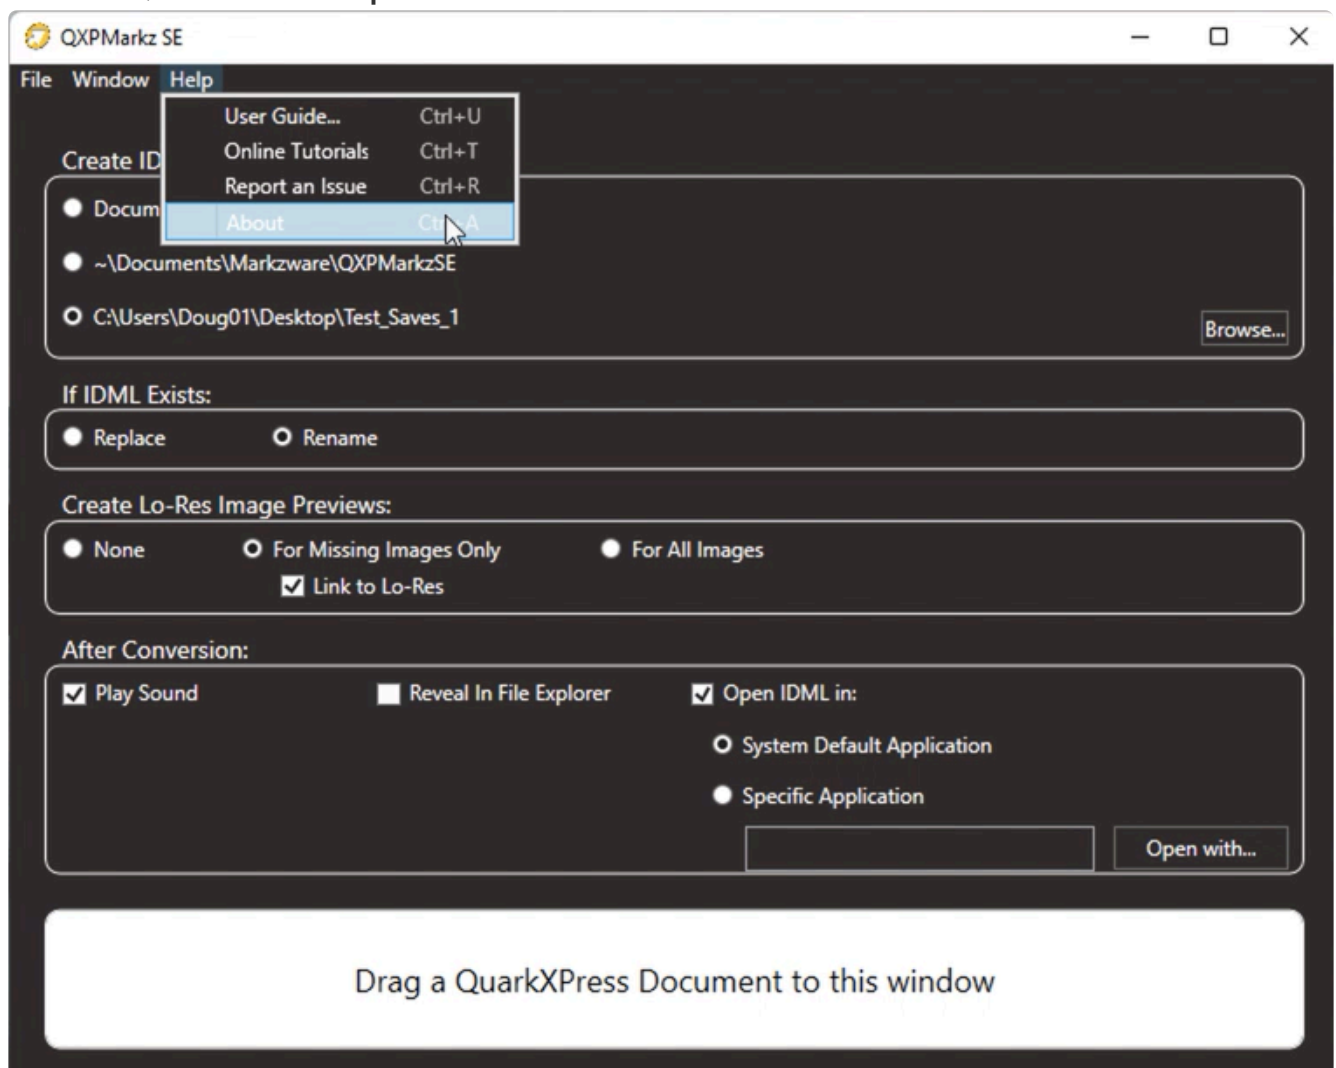 QXPMarkz SE
File Window Help
User Guide... Ctrl+U
Online Tutorials Ctrl+T
Report an Issue Ctrl+R
About
Create ID
Docum
~\Documents\Markzware\QXPMarkzSE
C:\Users\Doug01\Desktop\Test_Saves_1
Browse...
If IDML Exists:
Replace Rename
Create Lo-Res Image Previews:
None For Missing Images Only For All Images
Link to Lo-Res
After Conversion:
Play Sound Reveal In File Explorer Open IDML in:
System Default Application
Specific Application
Open with...
Drag a QuarkXPress Document to this window